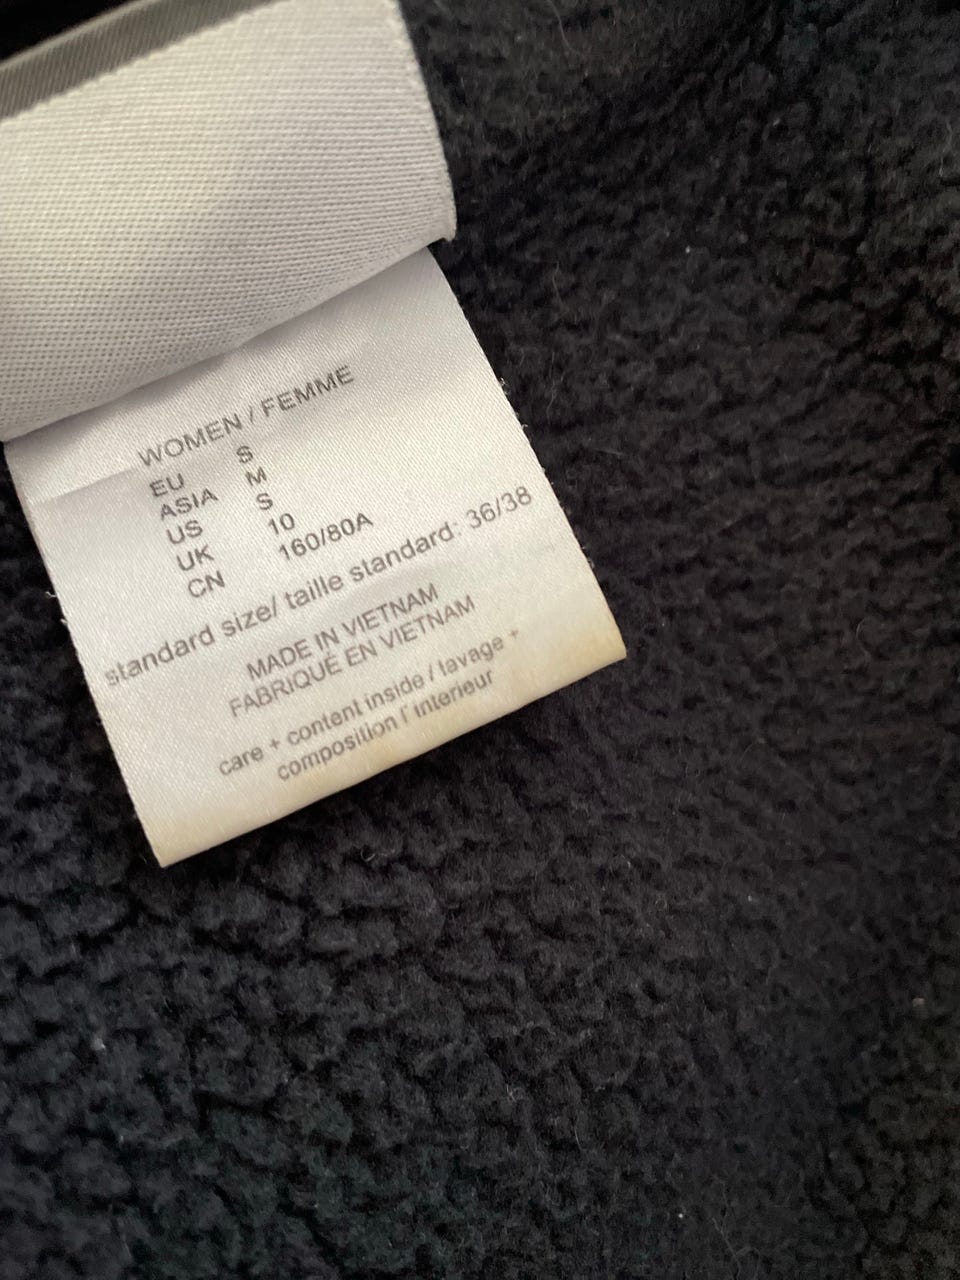 WOMEN / FEMME
EU S
ASIA M
US S
UK 10
CN 160/80A
standard size/ taille standard: 36/38
MADE IN VIETNAM
FABRIQUÉ EN VIETNAM
care + content inside / lavage +
composition l' interieur